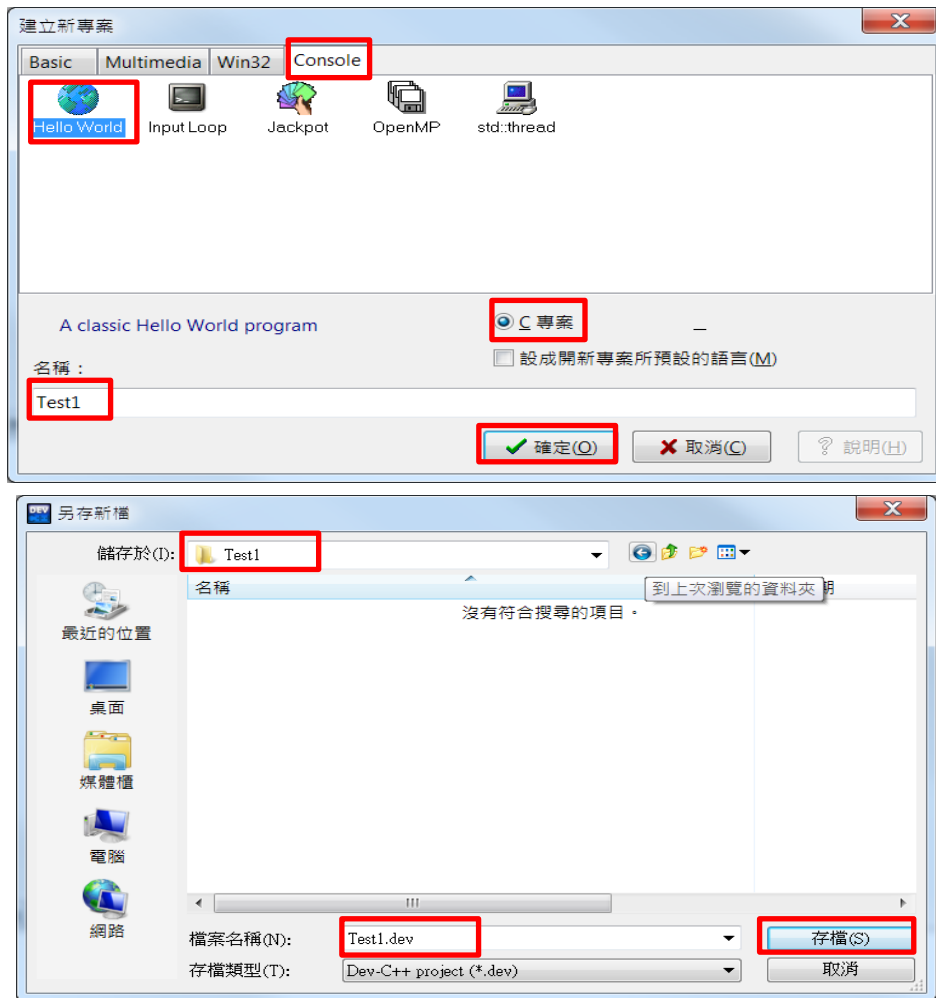 建立新專案
Basic Multimedia Win32 Console
Hello World Input Loop Jackpot OpenMP std::thread
A classic Hello World program
C 專案
設成開新專案所預設的語言(M)
名稱：
Test1
確定(O) 取消(C) ? 說明(H)
DEV 另存新檔
儲存於(I): Test1
名稱
到上次瀏覽的資料夾 期
沒有符合搜尋的項目。
最近的位置
桌面
媒體櫃
電腦
網路
檔案名稱(N): Test1.dev 存檔(S)
存檔類型(T): Dev-C++ project (*.dev) 取消